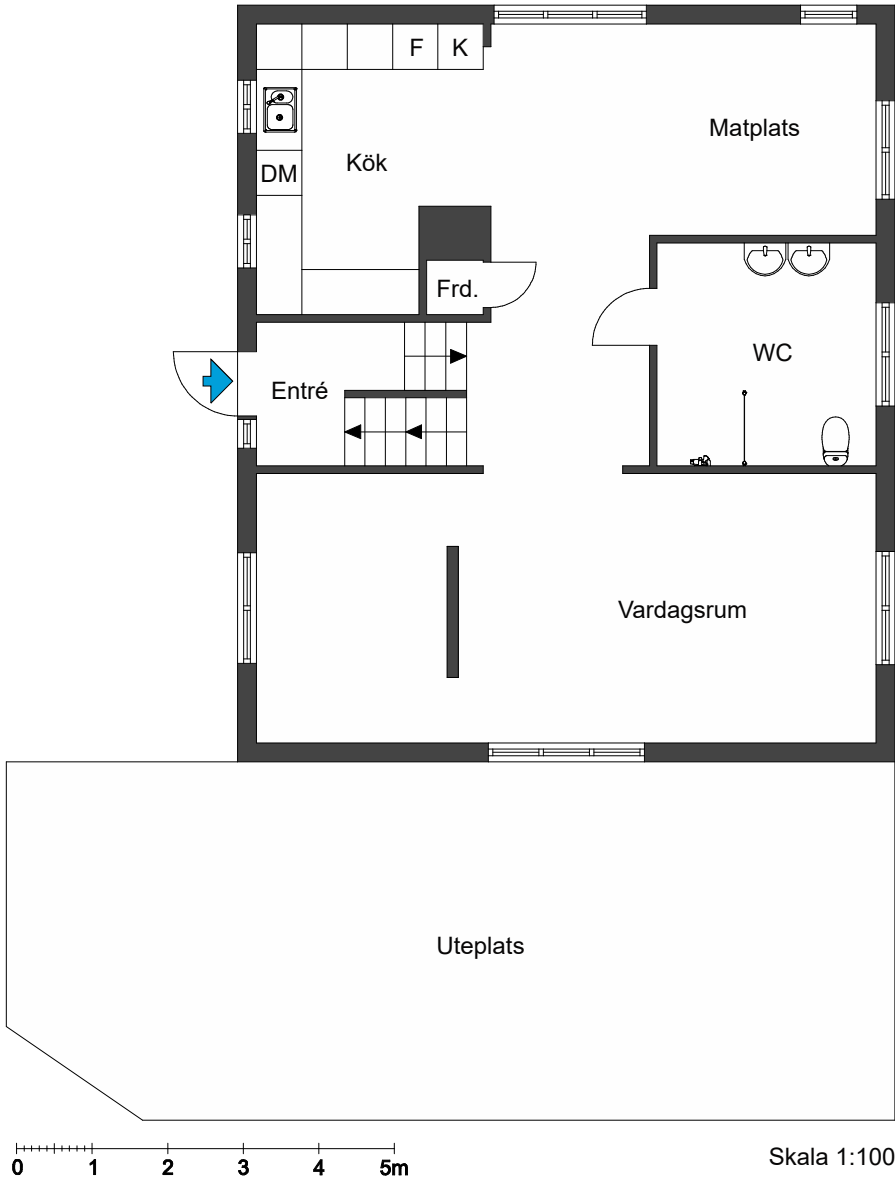 F K
Matplats
Kök
DM
Frd.
WC
Entré
Vardagsrum
Uteplats
0 1 2 3 4 5m
Skala 1:100